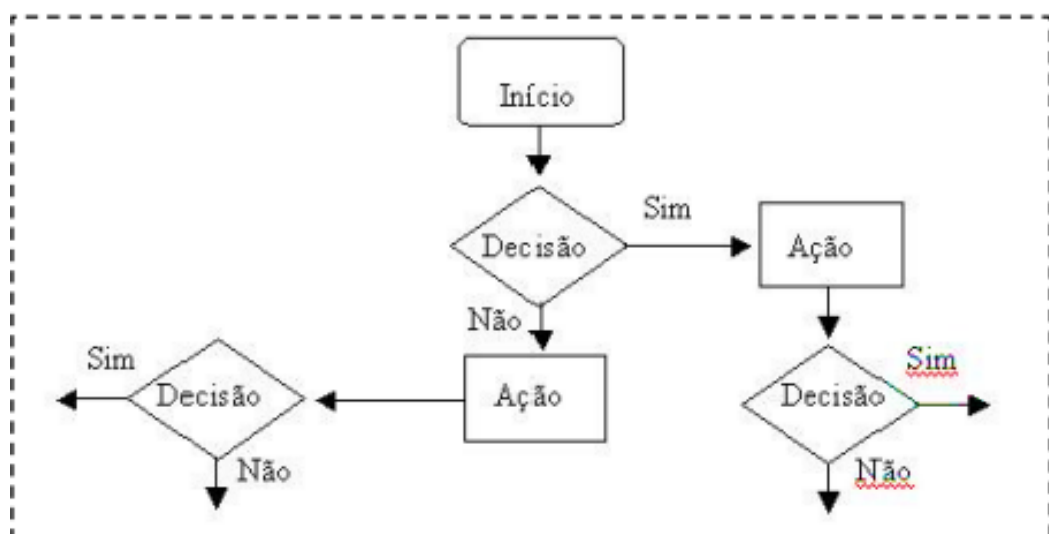 Início
Sim
Decisão
Ação
Não
Sim
Decisão
Ação
Decisão
Sim
Não
Não